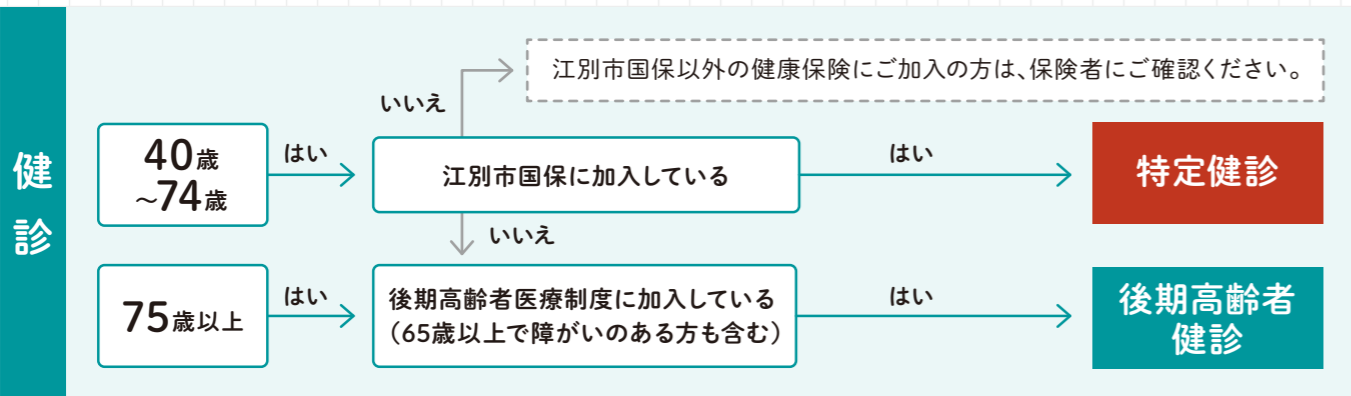 健診
江別市国保以外の健康保険にご加入の方は、保険者にご確認ください。
いいえ
40歳
～74歳
はい
江別市国保に加入している
はい
特定健診
いいえ
75歳以上
はい
後期高齢者医療制度に加入している
（65歳以上で障がいのある方も含む）
はい
後期高齢者
健診